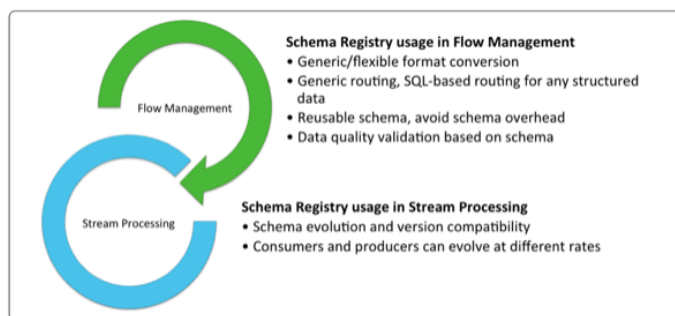 Schema Registry usage in Flow Management
• Generic/flexible format conversion
• Generic routing, SQL-based routing for any structured
data
• Reusable schema, avoid schema overhead
• Data quality validation based on schema
Flow Management
Schema Registry usage in Stream Processing
• Schema evolution and version compatibility
• Consumers and producers can evolve at different rates
Stream Processing